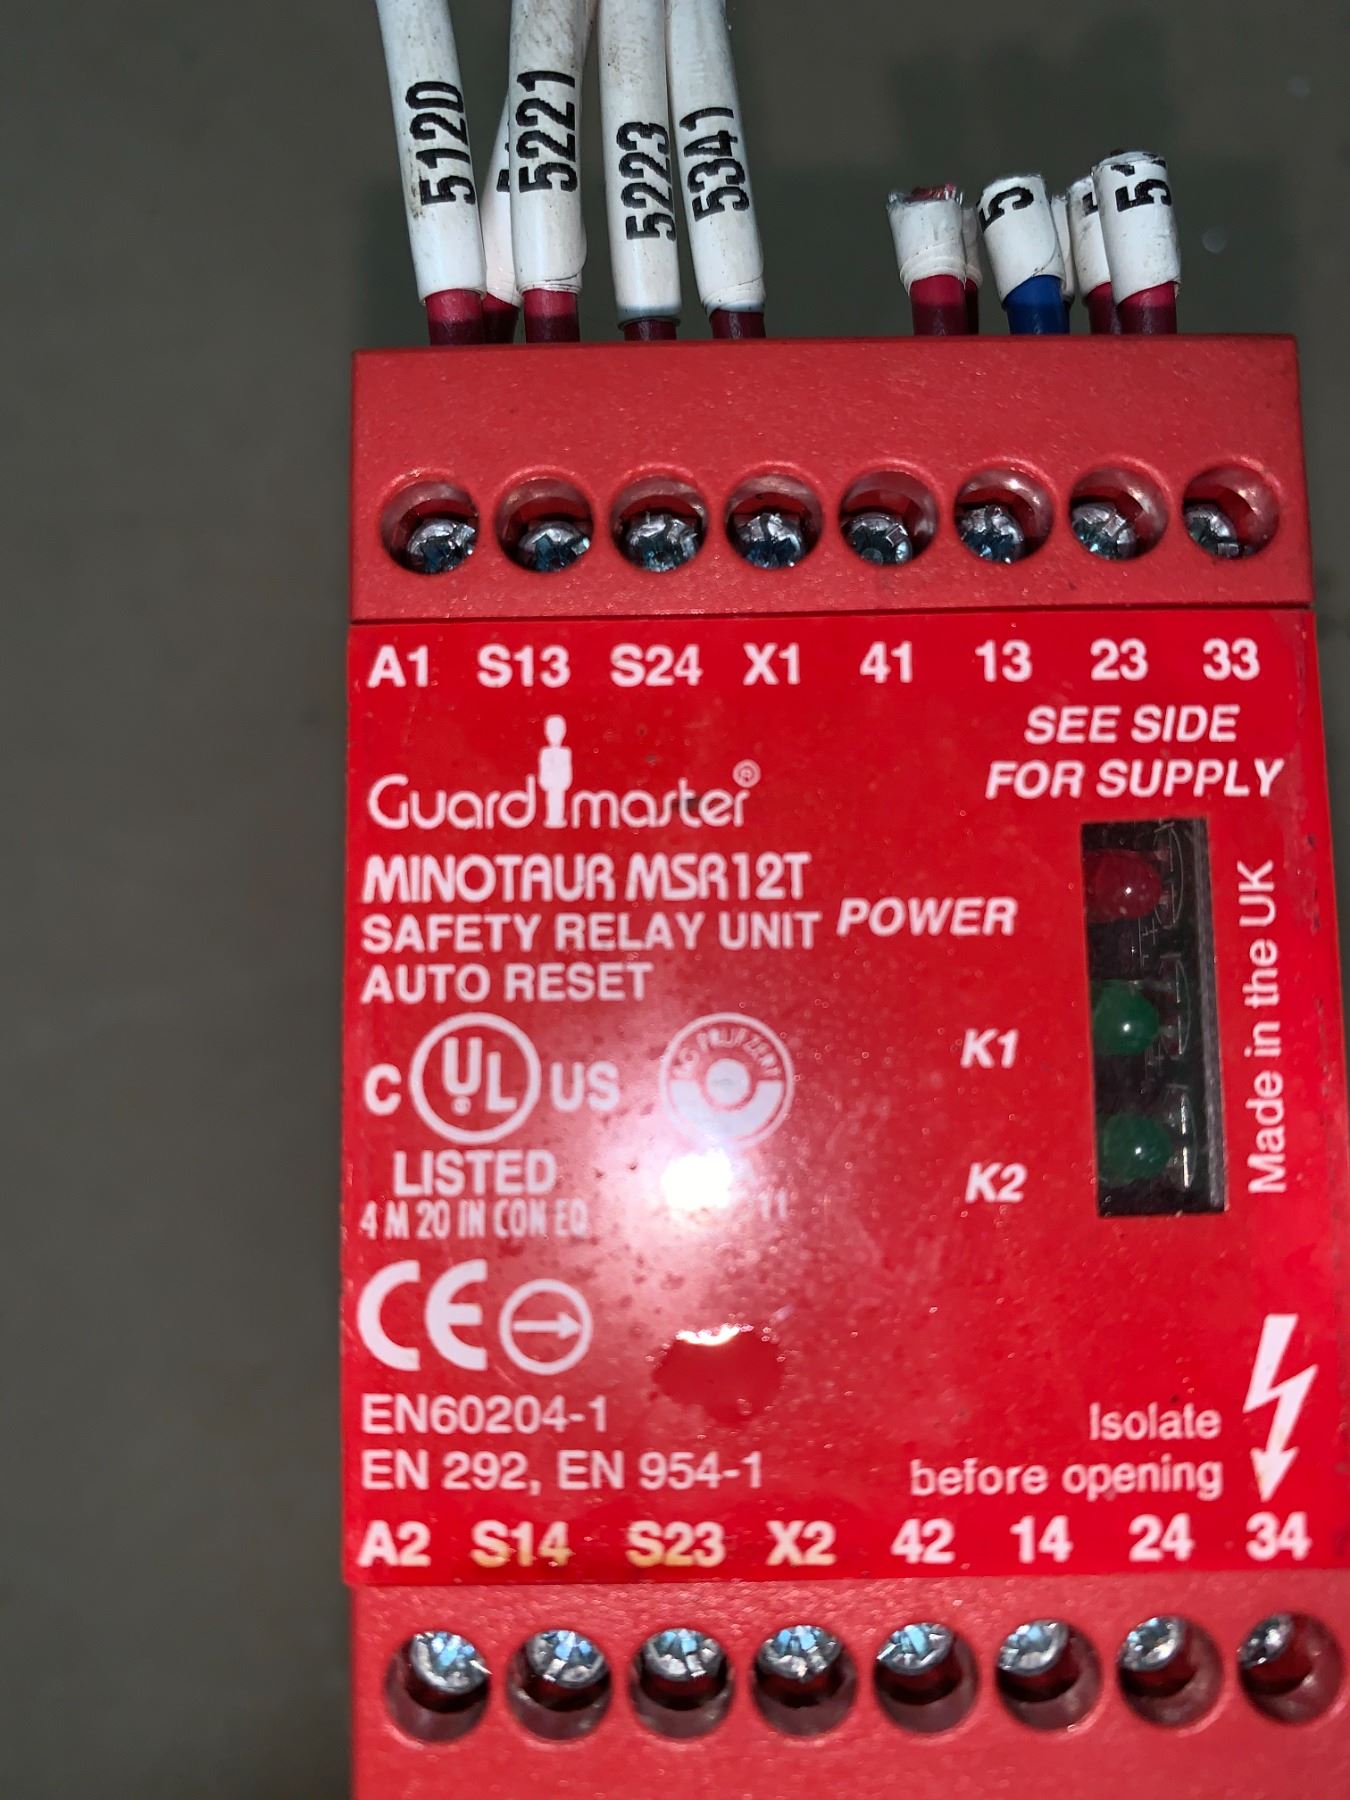 5120
5221
5223
5341
5
51
A1 S13 S24 X1 41 13 23 33
SEE SIDE
FOR SUPPLY
Guardmaster®
MINOTAUR MSR12T
SAFETY RELAY UNIT
AUTO RESET
POWER
K1
K2
Made in the UK
C UL US
LISTED
4 M 20 IN CON EQ
CE
EN60204-1
EN 292, EN 954-1
Isolate
before opening
A2 S14 S23 X2 42 14 24 34